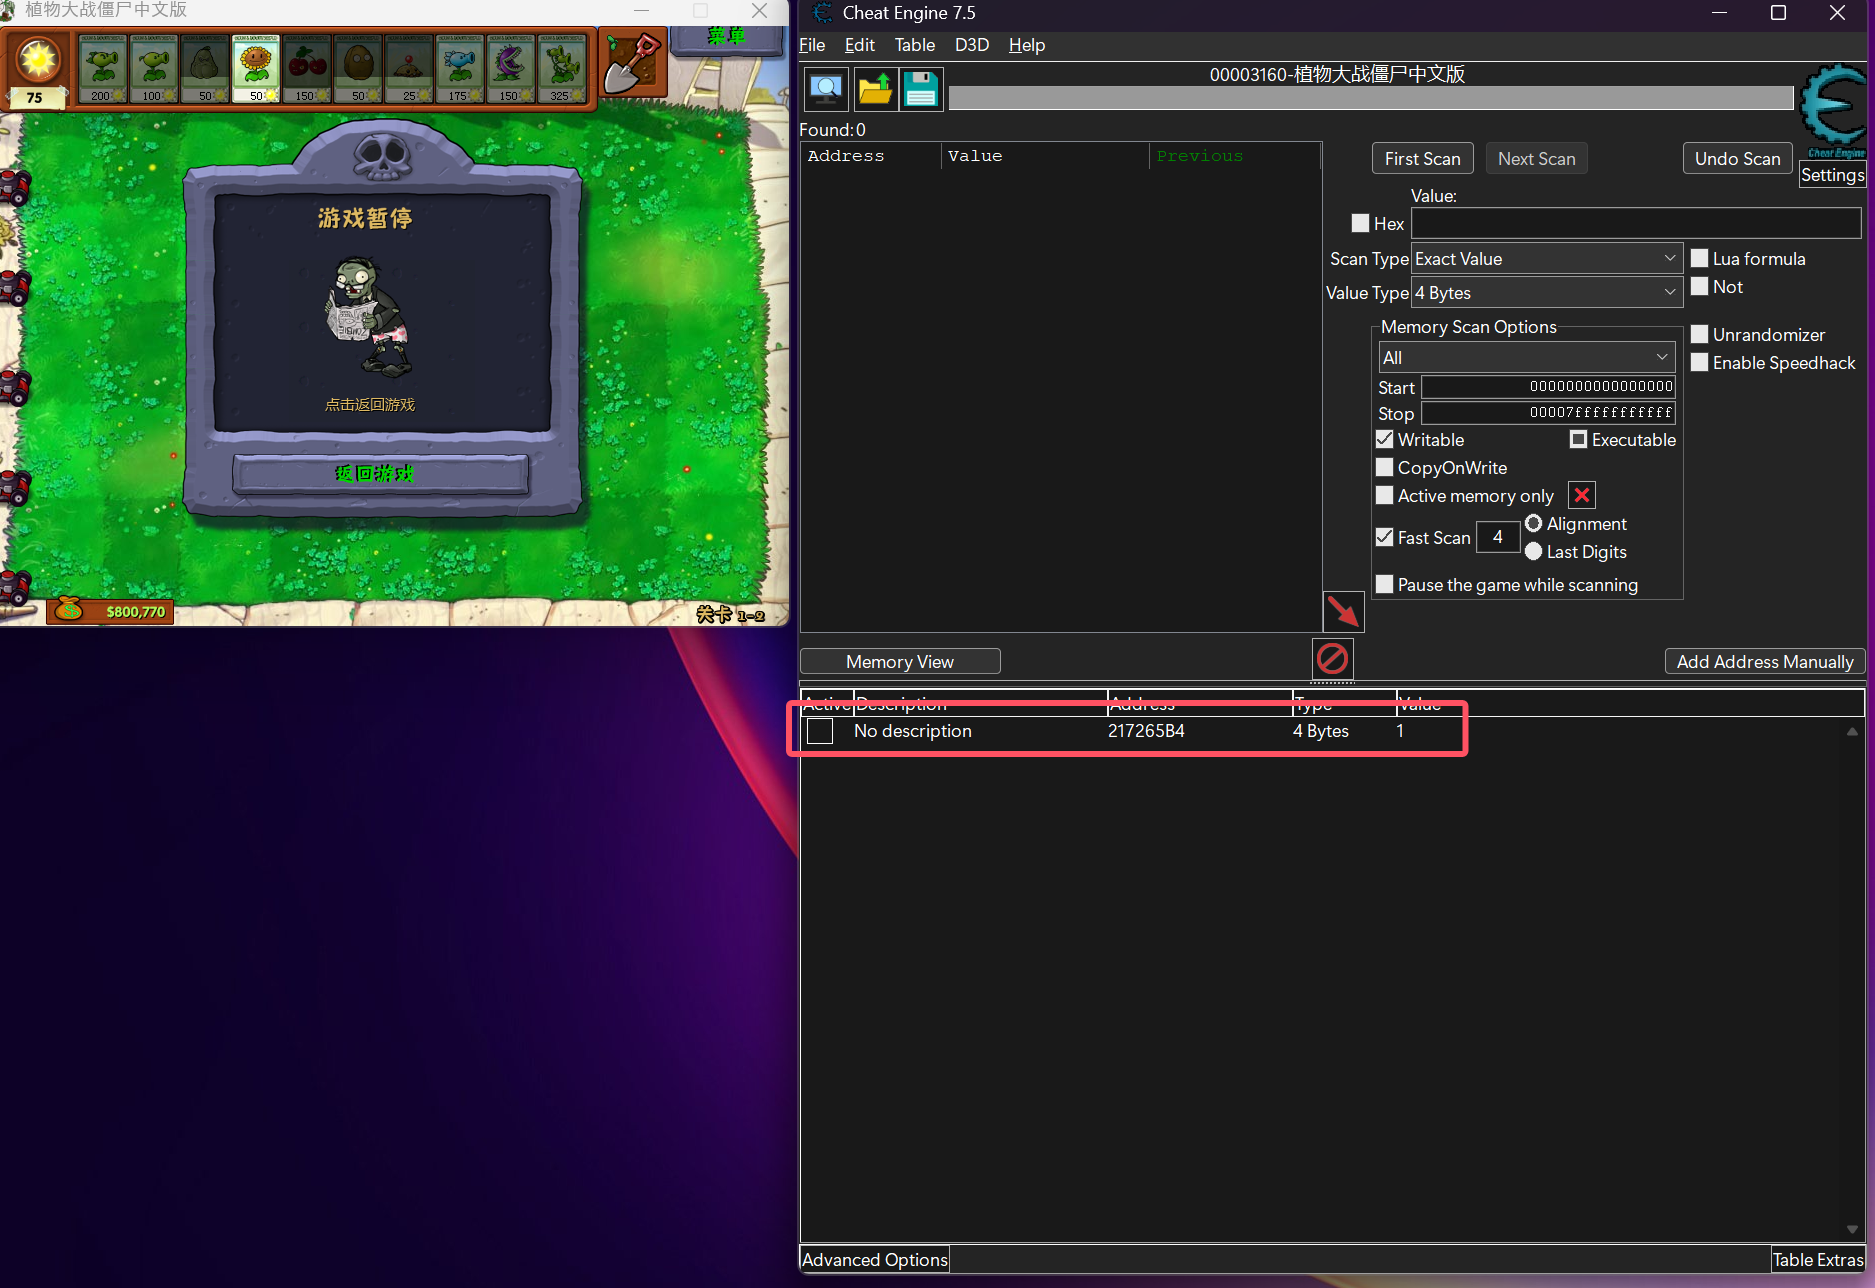 植物大战僵尸中文版
75
200
100
50
50
150
50
25
175
150
325
菜单
游戏暂停
点击返回游戏
返回游戏
$800,770
关卡 1-2
Cheat Engine 7.5
File Edit Table D3D Help
00003160-植物大战僵尸中文版
Cheat Engine
Settings
Found: 0
Address Value Previous
First Scan Next Scan Undo Scan
Value:
Hex
Scan Type Exact Value
Lua formula
Value Type 4 Bytes
Not
Memory Scan Options
All
Unrandomizer
Enable Speedhack
Start 0000000000000000
Stop 00007fffffffffff
Writable Executable
CopyOnWrite
Active memory only
Fast Scan 4 Alignment
Last Digits
Pause the game while scanning
Memory View
Add Address Manually
Active Description Address Type Value
No description 217265B4 4 Bytes 1
Advanced Options
Table Extras